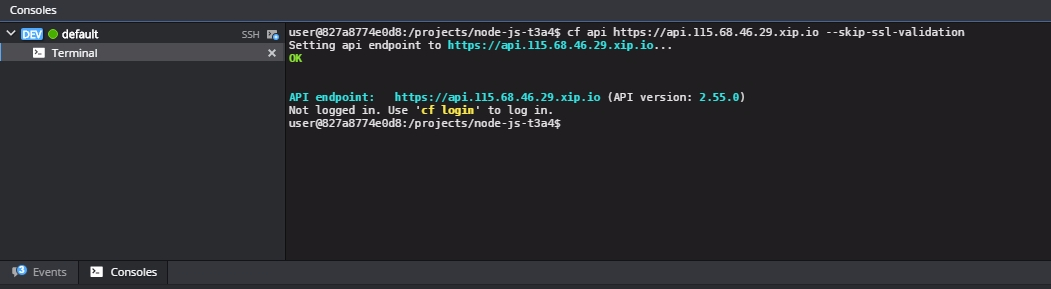 Consoles
DEV default SSH
Terminal
user@827a8774e0d8:/projects/node-js-t3a4$ cf api https://api.115.68.46.29.xip.io --skip-ssl-validation
Setting api endpoint to https://api.115.68.46.29.xip.io...
OK
API endpoint: https://api.115.68.46.29.xip.io (API version: 2.55.0)
Not logged in. Use 'cf login' to log in.
user@827a8774e0d8:/projects/node-js-t3a4$
3 Events Consoles